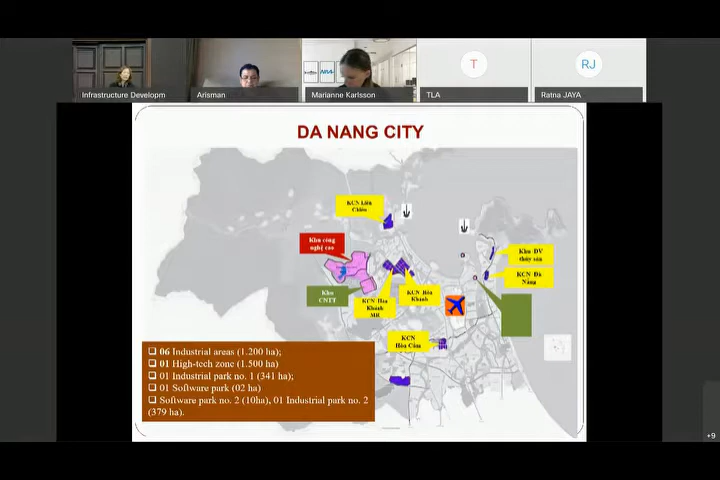 T
RJ
Infrastructure Developm
Arisman
Marianne Karlsson
TLA
Ratna JAYA
DA NANG CITY
KCN Liên
Chiểu
Khu công
nghệ cao
Khu ĐV
thủy sản
KCN Đà
Nẵng
Khu
CNTT
KCN Hòa
Khánh
MR
KCN Hòa
Khánh
KCN
Hòa Cầm
❑ 06 Industrial areas (1.200 ha);
❑ 01 High-tech zone (1.500 ha)
❑ 01 Industrial park no. 1 (341 ha);
❑ 01 Software park (02 ha)
❑ Software park no. 2 (10ha), 01 Industrial park no. 2
(379 ha).
+9